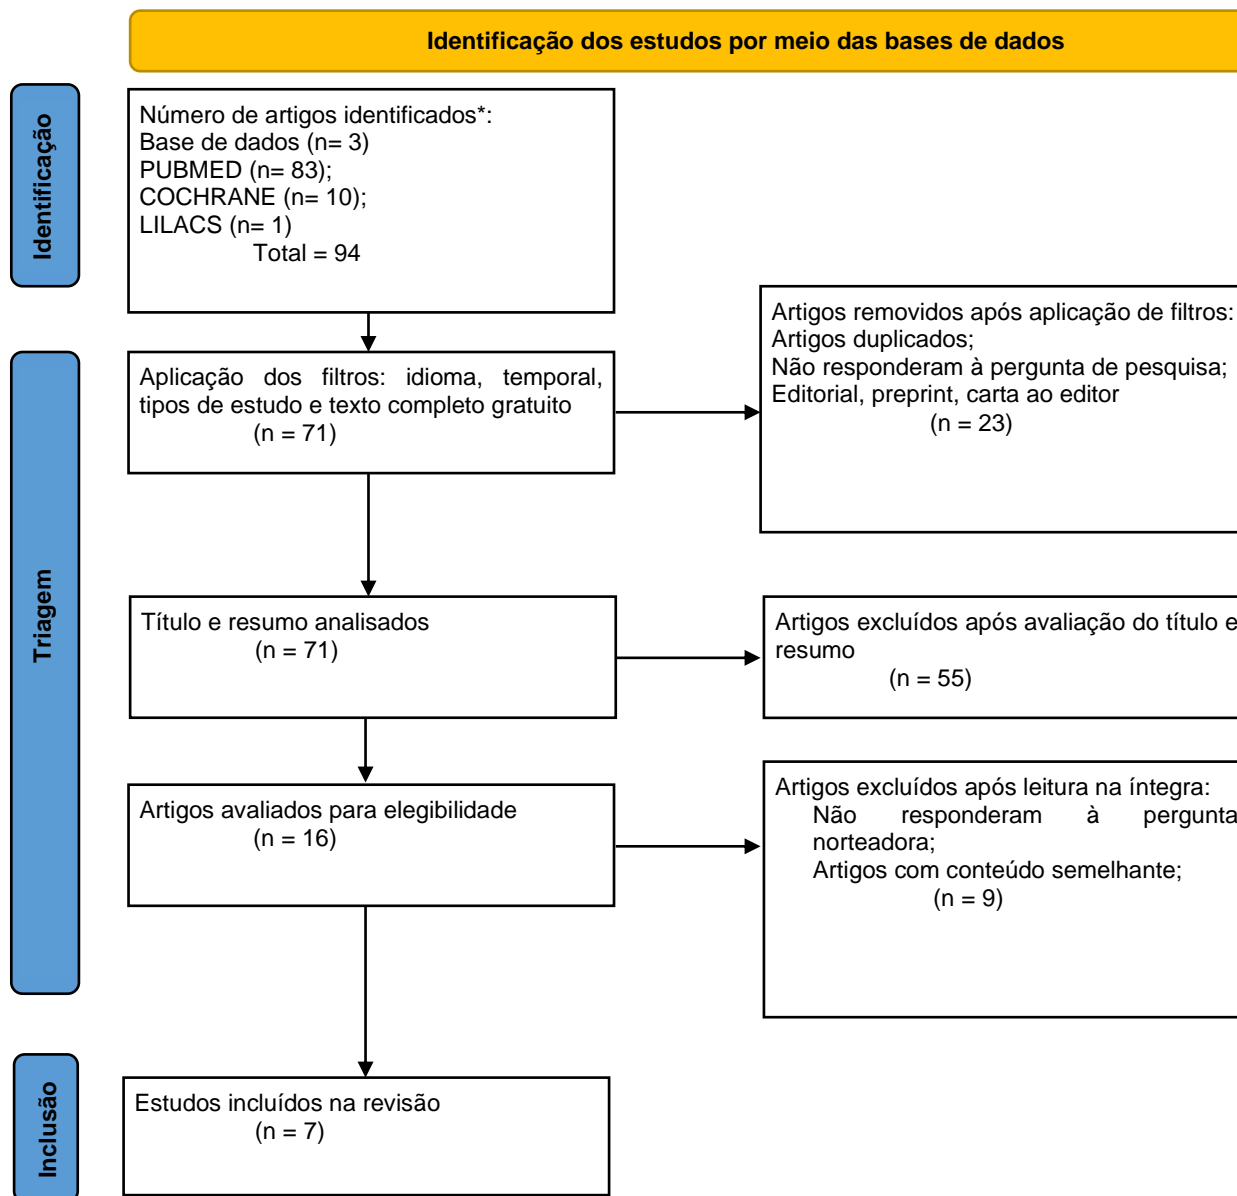 Identificação dos estudos por meio das bases de dados
Identificação
Número de artigos identificados*:
Base de dados (n= 3)
PUBMED (n= 83);
COCHRANE (n= 10);
LILACS (n= 1)
Total = 94
Artigos removidos após aplicação de filtros:
Artigos duplicados;
Não responderam à pergunta de pesquisa;
Editorial, preprint, carta ao editor
(n = 23)
Triagem
Aplicação dos filtros: idioma, temporal,
tipos de estudo e texto completo gratuito
(n = 71)
Título e resumo analisados
(n = 71)
Artigos excluídos após avaliação do título e
resumo
(n = 55)
Artigos avaliados para elegibilidade
(n = 16)
Artigos excluídos após leitura na íntegra:
Não responderam à pergunta
norteadora;
Artigos com conteúdo semelhante;
(n = 9)
Inclusão
Estudos incluídos na revisão
(n = 7)